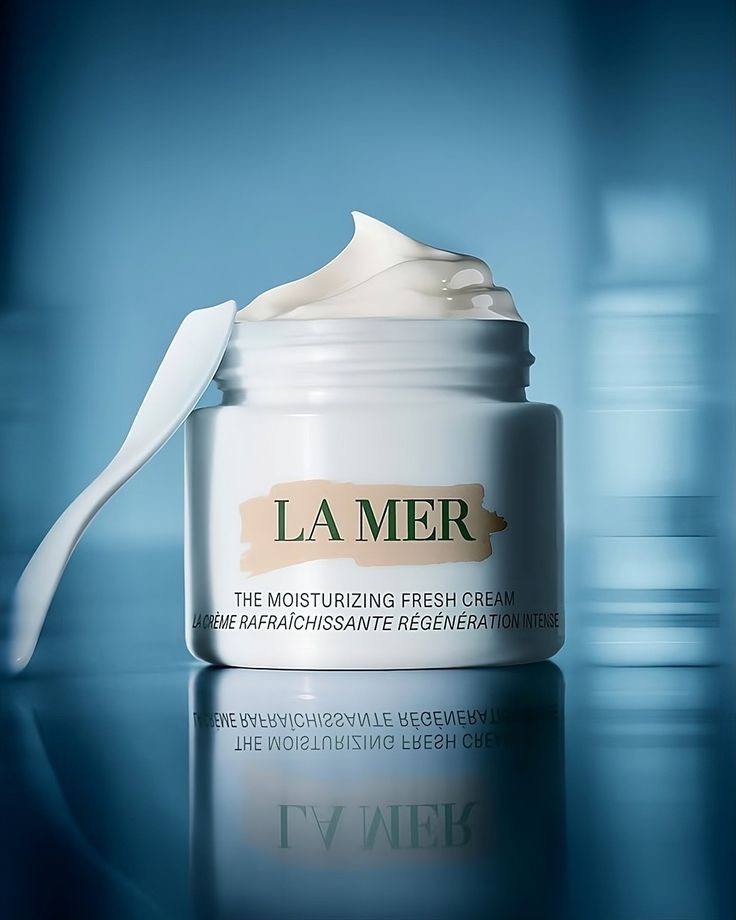 LA MER
THE MOISTURIZING FRESH CREAM
LA CRÈME RAFRAÎCHISSANTE RÉGÉNÉRATION INTENSE